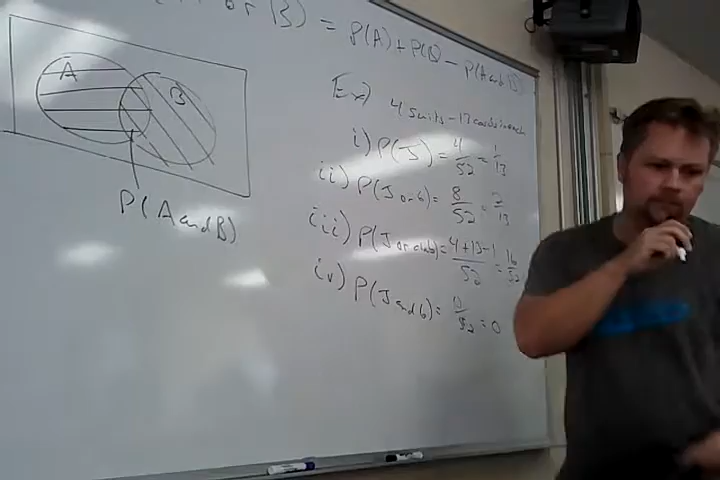 or B) = P(A) + P(B) - P(A and B)
A
B
P(A and B)
Ex)
4 suits - 13 cards in each
i) P(J) = 4/52 = 1/13
ii) P(J or 6) = 8/52 = 2/13
iii) P(J or club) = 4+13-1/52 = 16/52
iv) P(J and 6) = 0/52 = 0